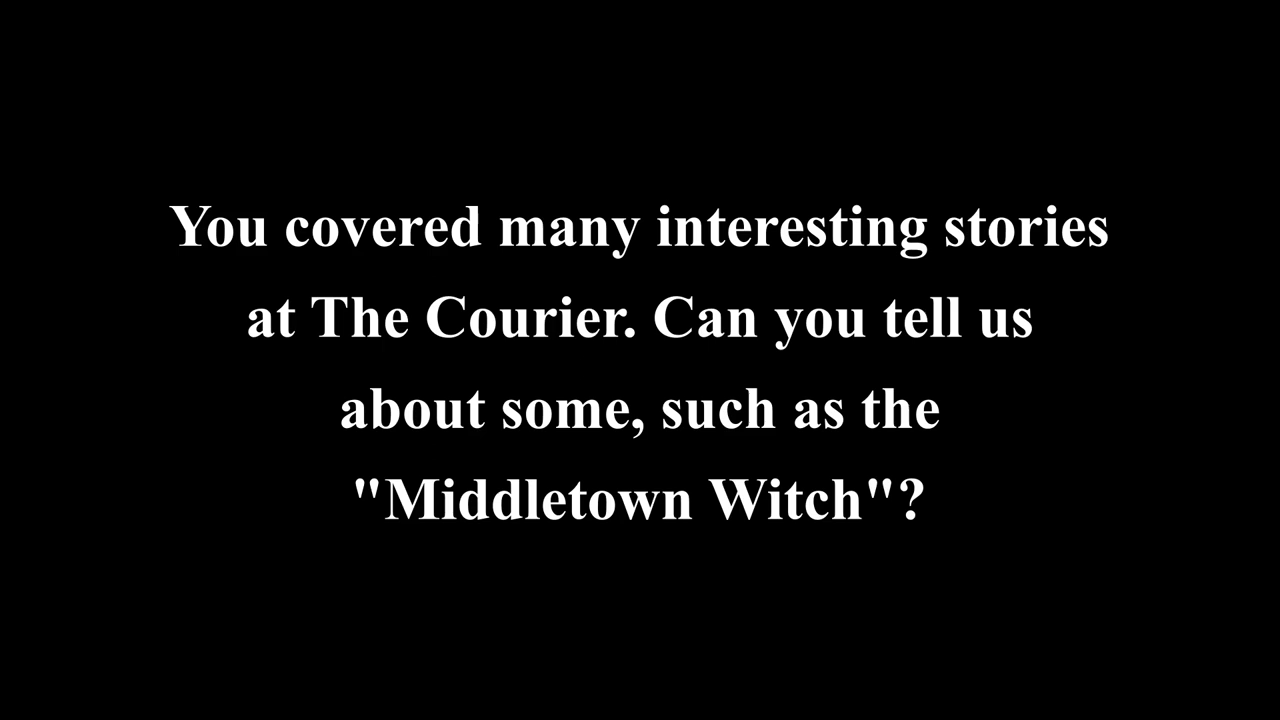 You covered many interesting stories
at The Courier. Can you tell us
about some, such as the
"Middletown Witch"?